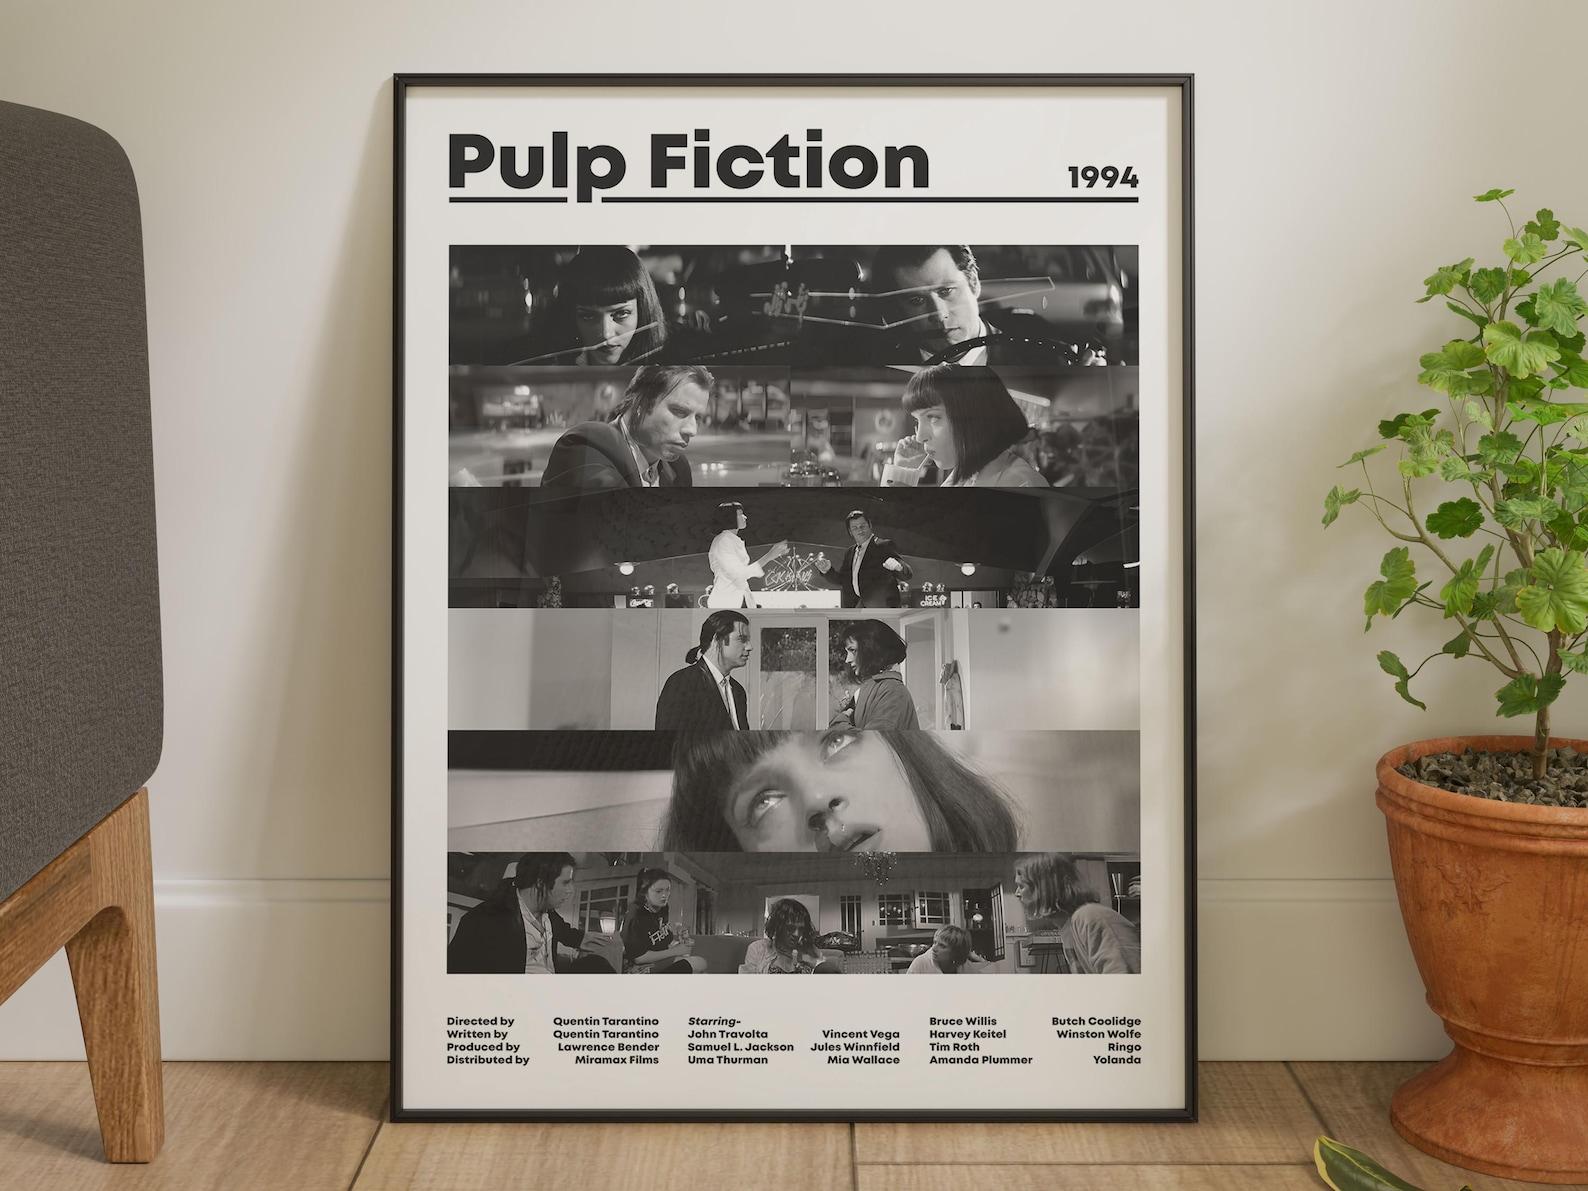 Pulp Fiction
1994
ICE
CREAM
Directed by Quentin Tarantino
Written by Quentin Tarantino
Produced by Lawrence Bender
Distributed by Miramax Films
Starring-
John Travolta Vincent Vega
Samuel L. Jackson Jules Winnfield
Uma Thurman Mia Wallace
Bruce Willis Butch Coolidge
Harvey Keitel Winston Wolfe
Tim Roth Ringo
Amanda Plummer Yolanda